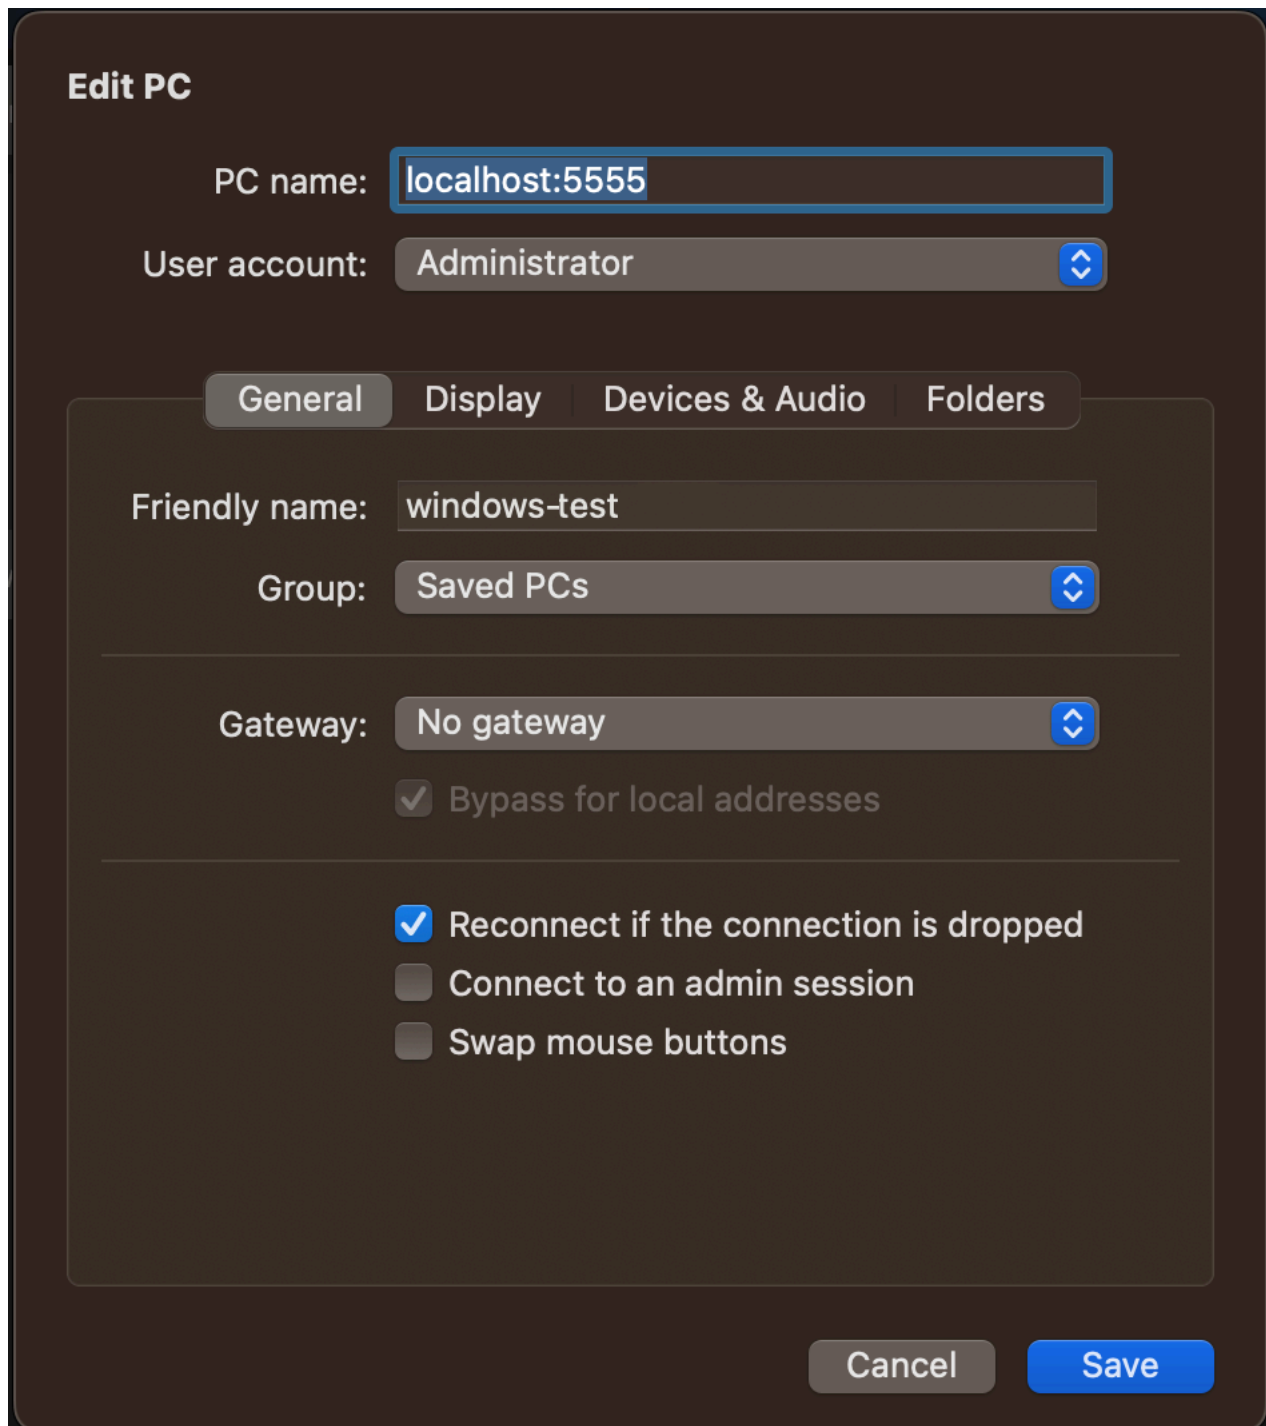 Edit PC
PC name: localhost:5555
User account: Administrator
General Display Devices & Audio Folders
Friendly name: windows-test
Group: Saved PCs
Gateway: No gateway
Bypass for local addresses
Reconnect if the connection is dropped
Connect to an admin session
Swap mouse buttons
Cancel Save